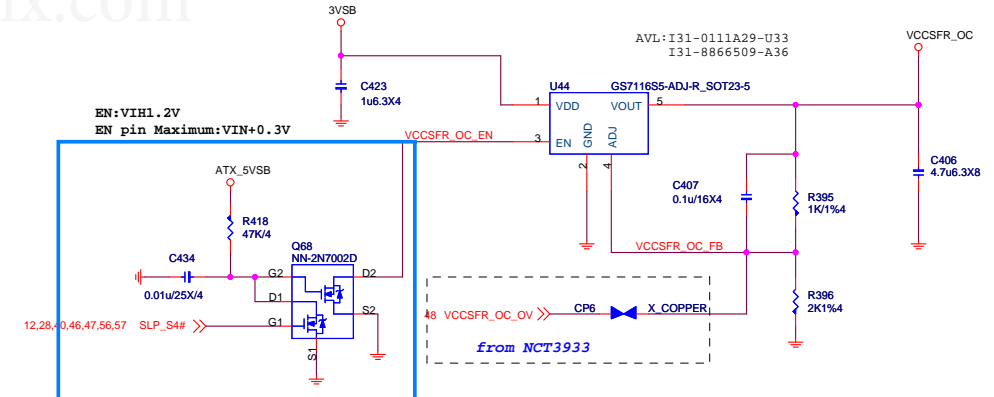 ix.com
3VSB
AVL:I31-0111A29-U33
I31-8866509-A36
VCCSFR_OC
C423
1u6.3X4
U44
GS7116S5-ADJ-R_SOT23-5
1
VDD
VOUT
5
EN:VIH1.2V
EN pin Maximum:VIN+0.3V
VCCSFR_OC_EN
3
EN
GND
ADJ
2
4
ATX_5VSB
C406
4.7u6.3X8
C407
0.1u/16X4
R395
1K/1%4
R418
47K/4
Q68
NN-2N7002D
VCCSFR_OC_FB
C434
0.01u/25X/4
G2
D2
D1
S2
G1
S1
12,28,40,46,47,56,57
SLP_S4#
48
VCCSFR_OC_OV
CP6
X_COPPER
R396
2K1%4
from NCT3933